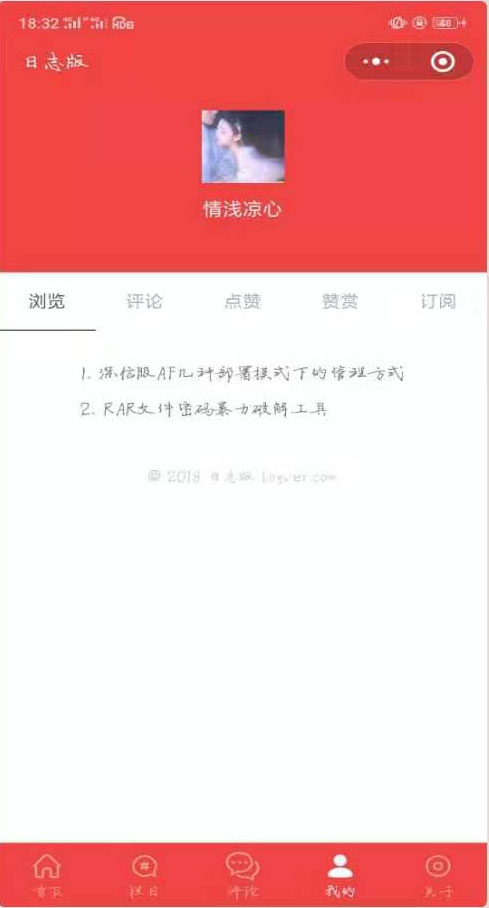 18:32
日志版
情浅凉心
浏览 评论 点赞 赞赏 订阅
1. 深信服AF几种部署模式下的管理方式
2. RAR文件密码暴力破解工具
© 2018 日志版 logver.com
首页 栏目 评论 我的 关于